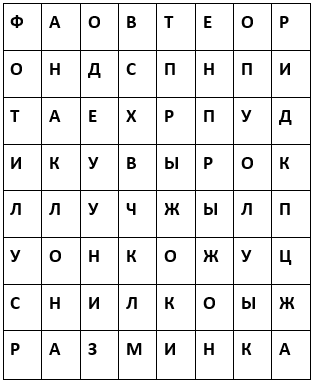 Ф А О В Т Е О Р
О Н Д С П Н П И
Т А Е Х Р П У Д
И К У В Ы Р О К
Л Л У Ч Ж Ы Л П
У О Н К О Ж У Ц
С Н И Л К О Ы Ж
Р А З М И Н К А